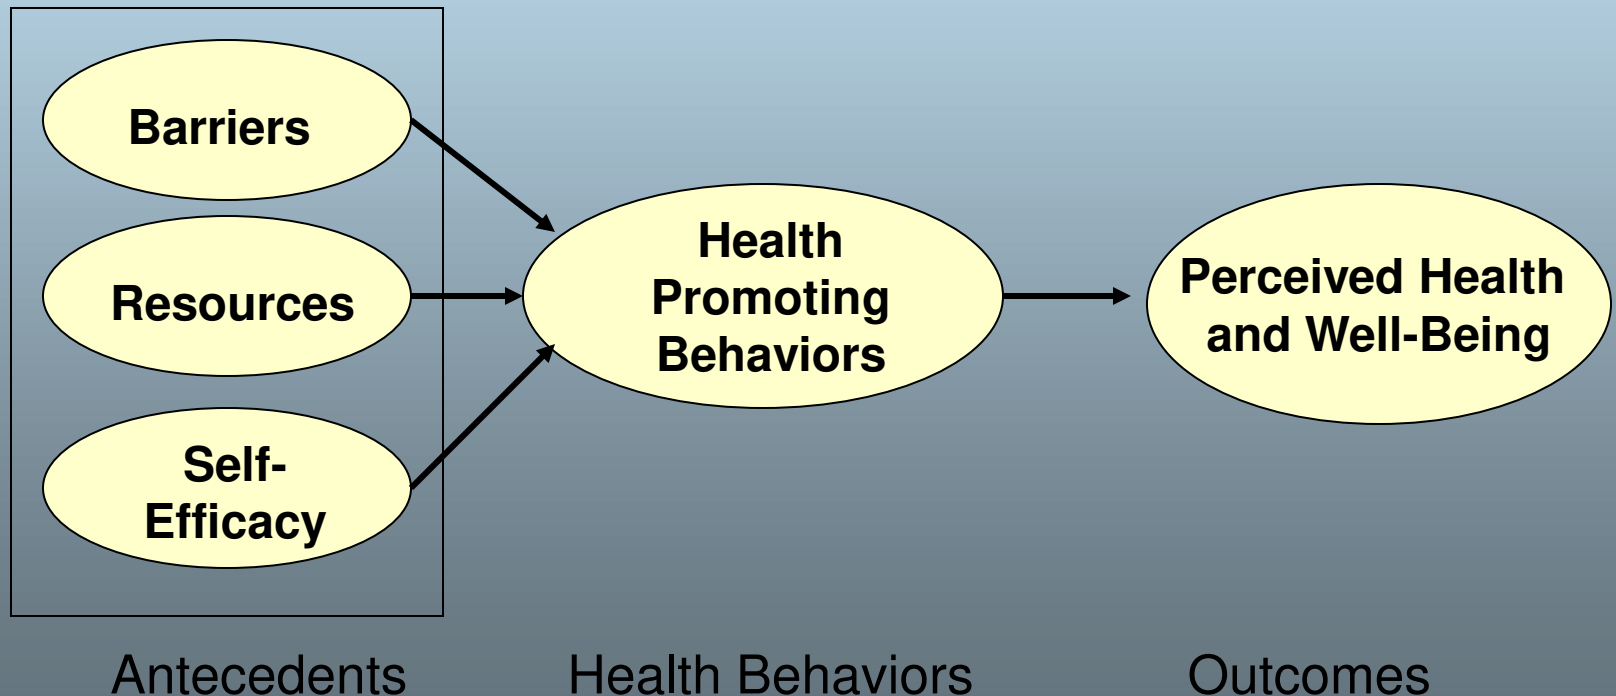 Barriers
Resources
Self-
Efficacy
Health
Promoting
Behaviors
Perceived Health
and Well-Being
Antecedents
Health Behaviors
Outcomes